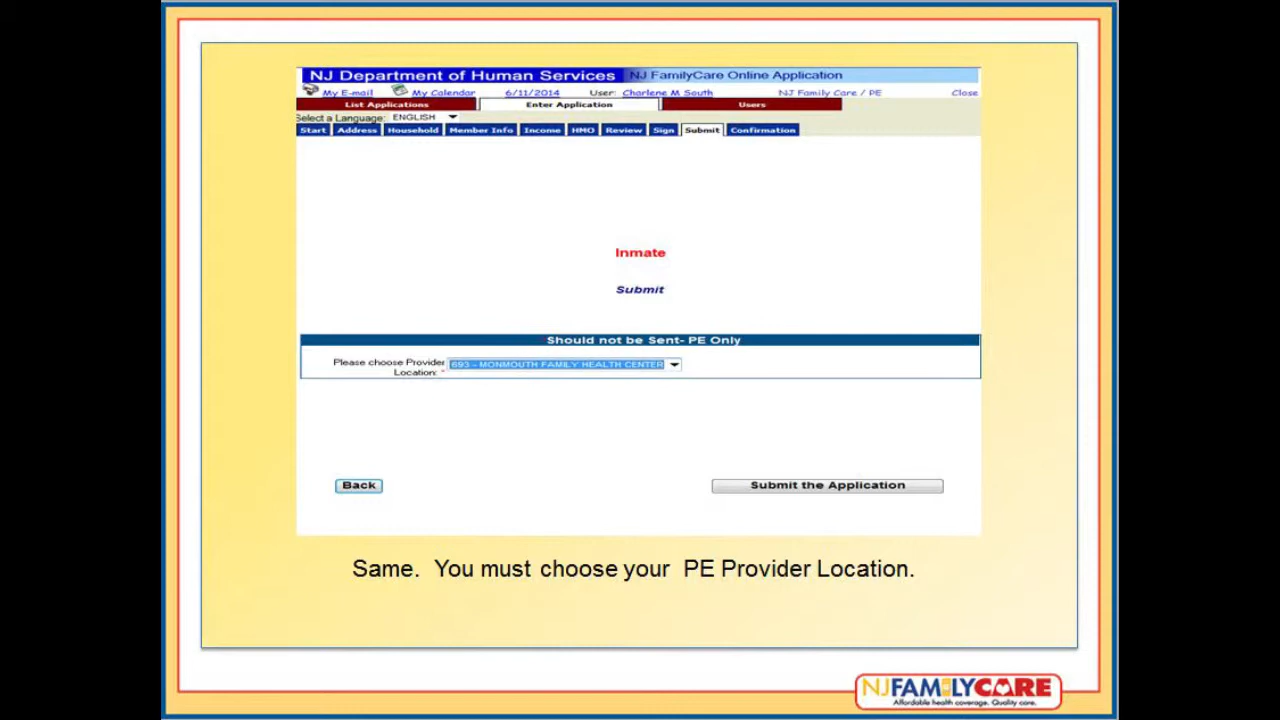 NJ Department of Human Services NJ FamilyCare Online Application
My E-mail My Calendar 6/11/2014 User: Charlene M South NJ Family Care / PE Close
List Applications Enter Application Users
Select a Language: ENGLISH
Start Address Household Member Info Income HMO Review Sign Submit Confirmation
Inmate
Submit
*Should not be Sent- PE Only
Please choose Provider Location: * 693 - MONMOUTH FAMILY HEALTH CENTER
Back Submit the Application
Same. You must choose your PE Provider Location.
NJFAMILYCARE
Affordable health coverage. Quality care.